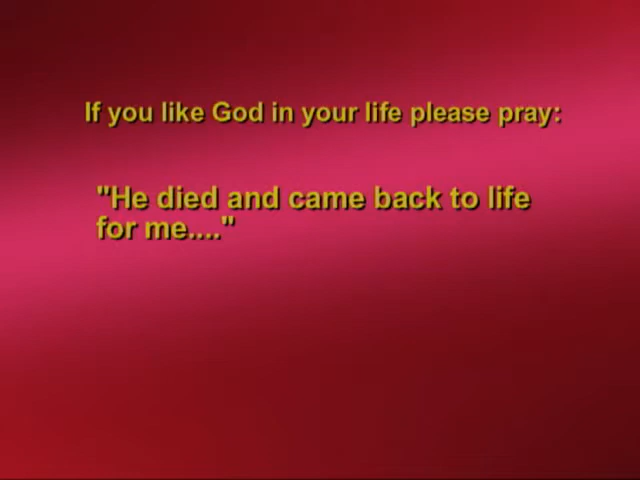 If you like God in your life please pray:
"He died and came back to life
for me...."